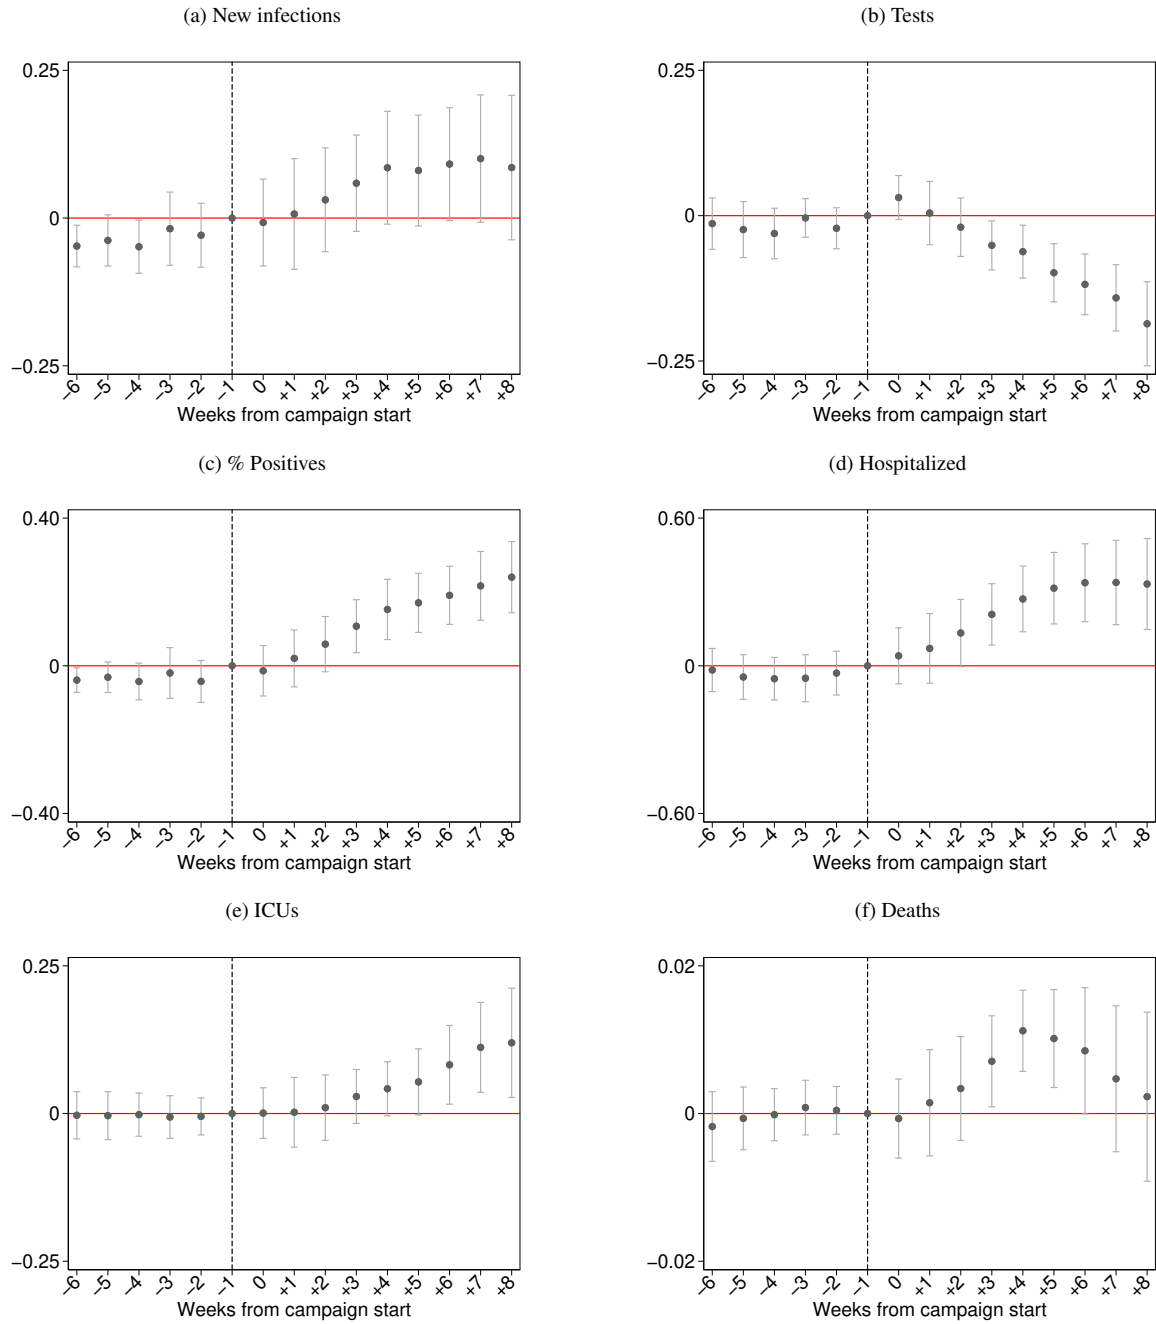 (a) New infections
0.25
0
−0.25
−6 −5 −4 −3 −2 −1 0 +1 +2 +3 +4 +5 +6 +7 +8
Weeks from campaign start
(b) Tests
0.25
0
−0.25
−6 −5 −4 −3 −2 −1 0 +1 +2 +3 +4 +5 +6 +7 +8
Weeks from campaign start
(c) % Positives
0.40
0
−0.40
−6 −5 −4 −3 −2 −1 0 +1 +2 +3 +4 +5 +6 +7 +8
Weeks from campaign start
(d) Hospitalized
0.60
0
−0.60
−6 −5 −4 −3 −2 −1 0 +1 +2 +3 +4 +5 +6 +7 +8
Weeks from campaign start
(e) ICUs
0.25
0
−0.25
−6 −5 −4 −3 −2 −1 0 +1 +2 +3 +4 +5 +6 +7 +8
Weeks from campaign start
(f) Deaths
0.02
0
−0.02
−6 −5 −4 −3 −2 −1 0 +1 +2 +3 +4 +5 +6 +7 +8
Weeks from campaign start